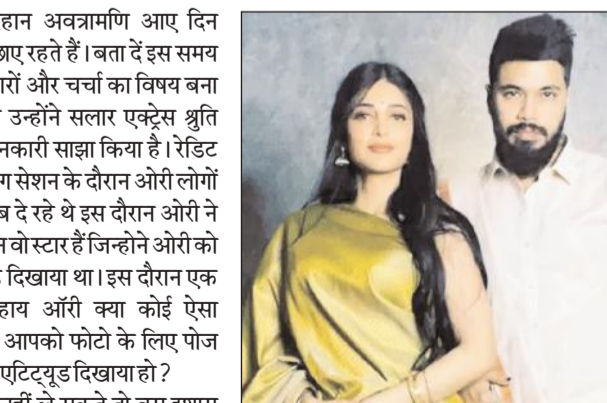 हान अवत्रामणि आए दिन
छाए रहते हैं।बता दें इस समय
और चर्चा का विषय बना
उन्होंने सलार एक्ट्रेस श्रुति
साझा किया है। रेडिट
सेशन के दौरान ओरी लोगों
दे रहे थे इस दौरान ओरी ने
वो स्टार हैं जिन्होने ओरी को
दिखाया था। इस दौरान एक
हाय ऑरी क्या कोई ऐसा
आपको फोटो के लिए पोज
एटिट्यूड दिखाया हो ?